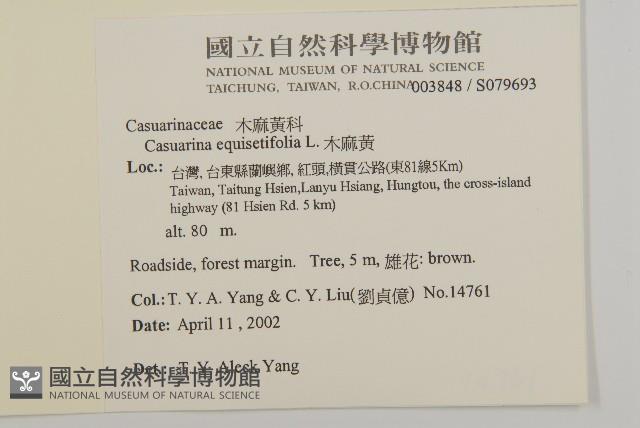 國立自然科學博物館
NATIONAL MUSEUM OF NATURAL SCIENCE
TAICHUNG, TAIWAN, R.O.CHINA 003848 / S079693
Casuarinaceae 木麻黃科
Casuarina equisetifolia L. 木麻黃
Loc.: 台灣, 台東縣蘭嶼鄉, 紅頭, 橫貫公路(東81線5Km)
Taiwan, Taitung Hsien,Lanyu Hsiang, Hungtou, the cross-island
highway (81 Hsien Rd. 5 km)
alt. 80 m.
Roadside, forest margin. Tree, 5 m, 雄花: brown.
Col.: T. Y. A. Yang & C. Y. Liu(劉貞億) No.14761
Date: April 11 , 2002
Det.: T. Y. Aleck Yang
國立自然科學博物館
NATIONAL MUSEUM OF NATURAL SCIENCE